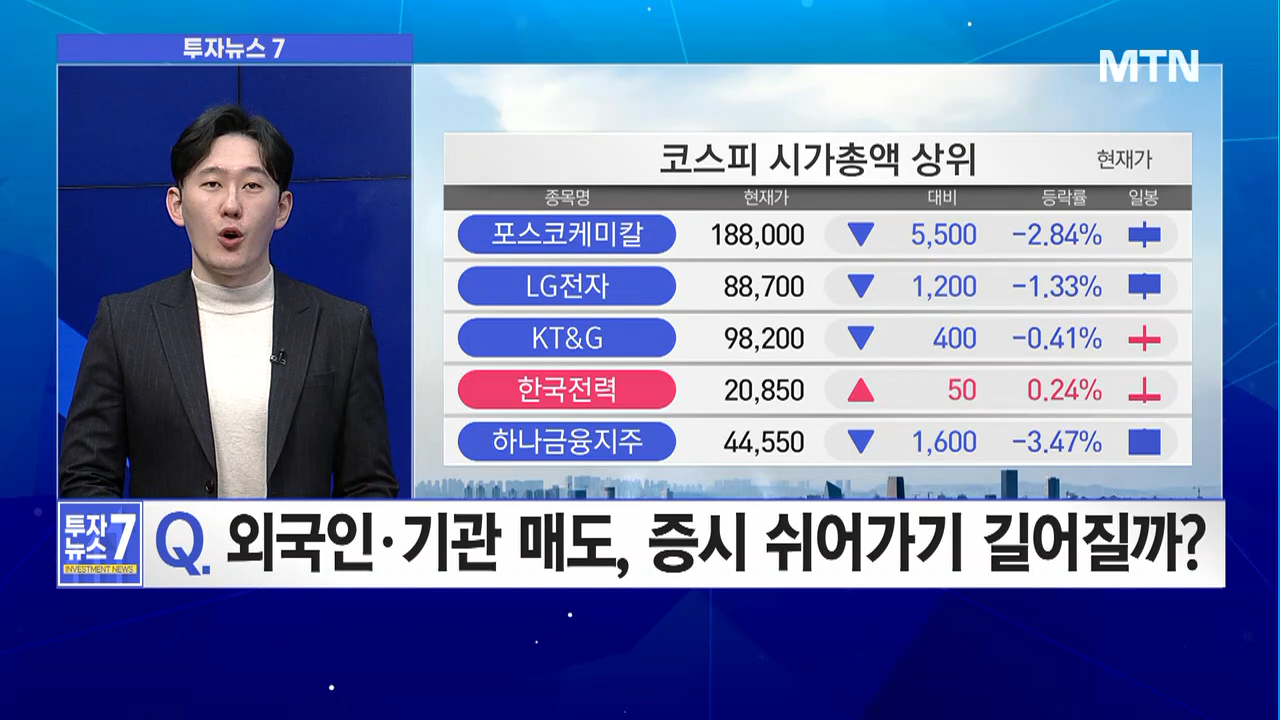 투자뉴스 7
MTN
코스피 시가총액 상위 현재가
종목명 현재가 대비 등락률 일봉
포스코케미칼 188,000 ▼ 5,500 -2.84%
LG전자 88,700 ▼ 1,200 -1.33%
KT&G 98,200 ▼ 400 -0.41%
한국전력 20,850 ▲ 50 0.24%
하나금융지주 44,550 ▼ 1,600 -3.47%
투자
뉴스 7
INVESTMENT NEWS
Q. 외국인·기관 매도, 증시 쉬어가기 길어질까?